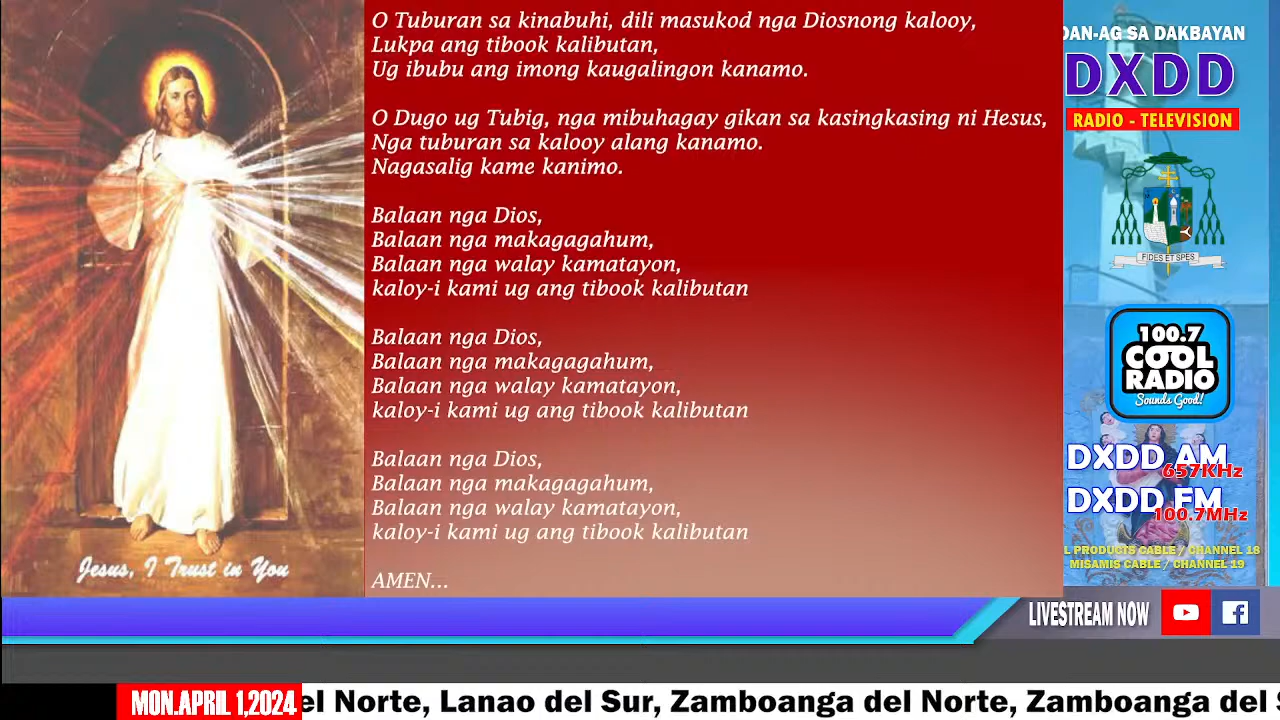 O Tuburan sa kinabuhi, dili masukod nga Diosnong kalooy,
Lukpa ang tibook kalibutan,
Ug ibubu ang imong kaugalingon kanamo.
O Dugo ug Tubig, nga mibuhagay gikan sa kasingkasing ni Hesus,
Nga tuburan sa kalooy alang kanamo.
Nagasalig kame kanimo.
Balaan nga Dios,
Balaan nga makagagahum,
Balaan nga walay kamatayon,
kaloy-i kami ug ang tibook kalibutan
Balaan nga Dios,
Balaan nga makagagahum,
Balaan nga walay kamatayon,
kaloy-i kami ug ang tibook kalibutan
Balaan nga Dios,
Balaan nga makagagahum,
Balaan nga walay kamatayon,
kaloy-i kami ug ang tibook kalibutan
AMEN...
Jesus, I Trust in You
DAN-AG SA DAKBAYAN
DXDD
RADIO - TELEVISION
FIDES ET SPES
100.7
COOL
RADIO
Sounds Good!
DXDD AM
657KHz
DXDD FM
100.7MHz
L PRODUCTS CABLE / CHANNEL 18
MISAMIS CABLE / CHANNEL 19
LIVESTREAM NOW
MON.APRIL 1,2024
el Norte, Lanao del Sur, Zamboanga del Norte, Zamboanga del S